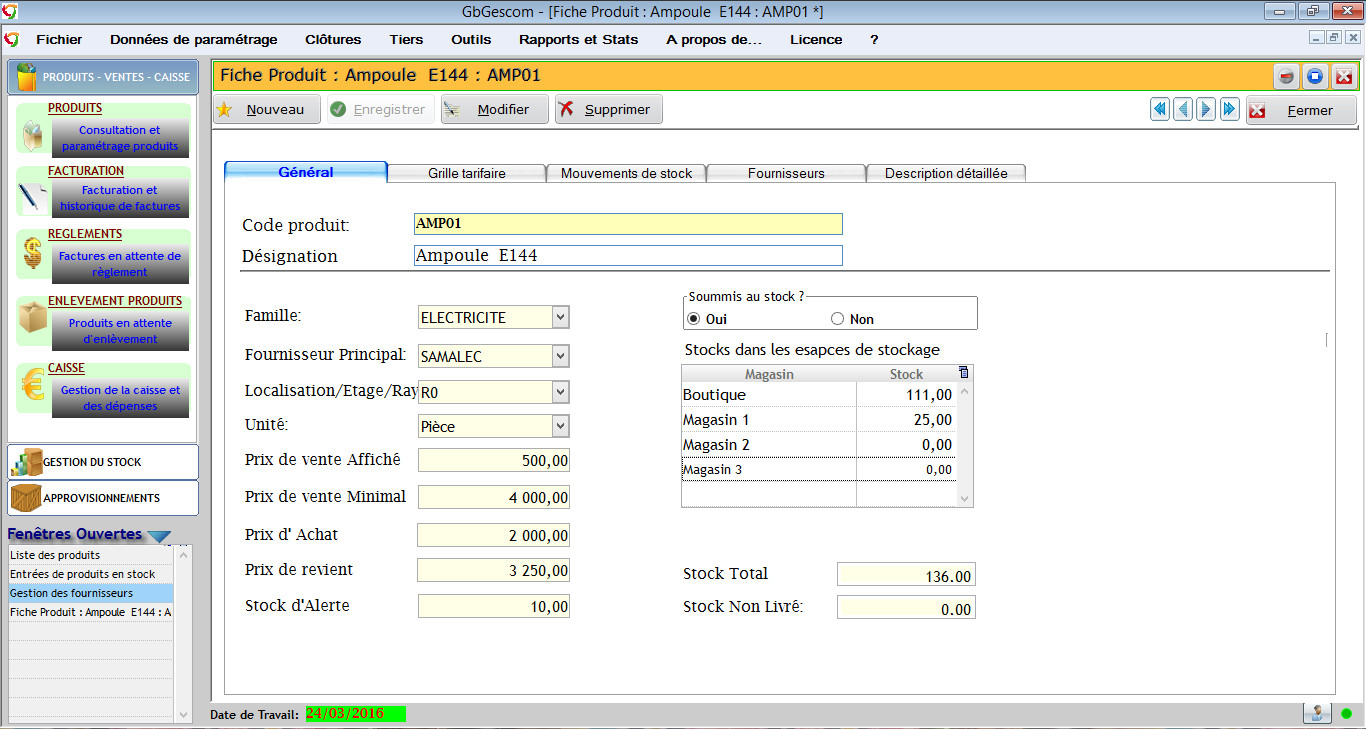 GbGescom - [Fiche Produit : Ampoule E144 : AMP01 *]
Fichier Données de paramétrage Clôtures Tiers Outils Rapports et Stats A propos de... Licence ?
PRODUITS - VENTES - CAISSE
PRODUITS
Consultation et
paramétrage produits
FACTURATION
Facturation et
historique de factures
REGLEMENTS
Factures en attente de
règlement
ENLEVEMENT PRODUITS
Produits en attente
d'enlèvement
CAISSE
Gestion de la caisse et
des dépenses
GESTION DU STOCK
APPROVISIONNEMENTS
Fenêtres Ouvertes
Liste des produits
Entrées de produits en stock
Gestion des fournisseurs
Fiche Produit : Ampoule E144 : A
Fiche Produit : Ampoule E144 : AMP01
Nouveau Enregistrer Modifier Supprimer Fermer
Général Grille tarifaire Mouvements de stock Fournisseurs Description détaillée
Code produit: AMP01
Désignation Ampoule E144
Famille: ELECTRICITE
Fournisseur Principal: SAMALEC
Localisation/Etage/Ray R0
Unité: Pièce
Prix de vente Affiché 500,00
Prix de vente Minimal 4 000,00
Prix d' Achat 2 000,00
Prix de revient 3 250,00
Stock d'Alerte 10,00
Soummis au stock ?
Oui Non
Stocks dans les esapces de stockage
Magasin Stock
Boutique 111,00
Magasin 1 25,00
Magasin 2 0,00
Magasin 3 0,00
Stock Total 136.00
Stock Non Livré: 0.00
Date de Travail: 24/03/2016